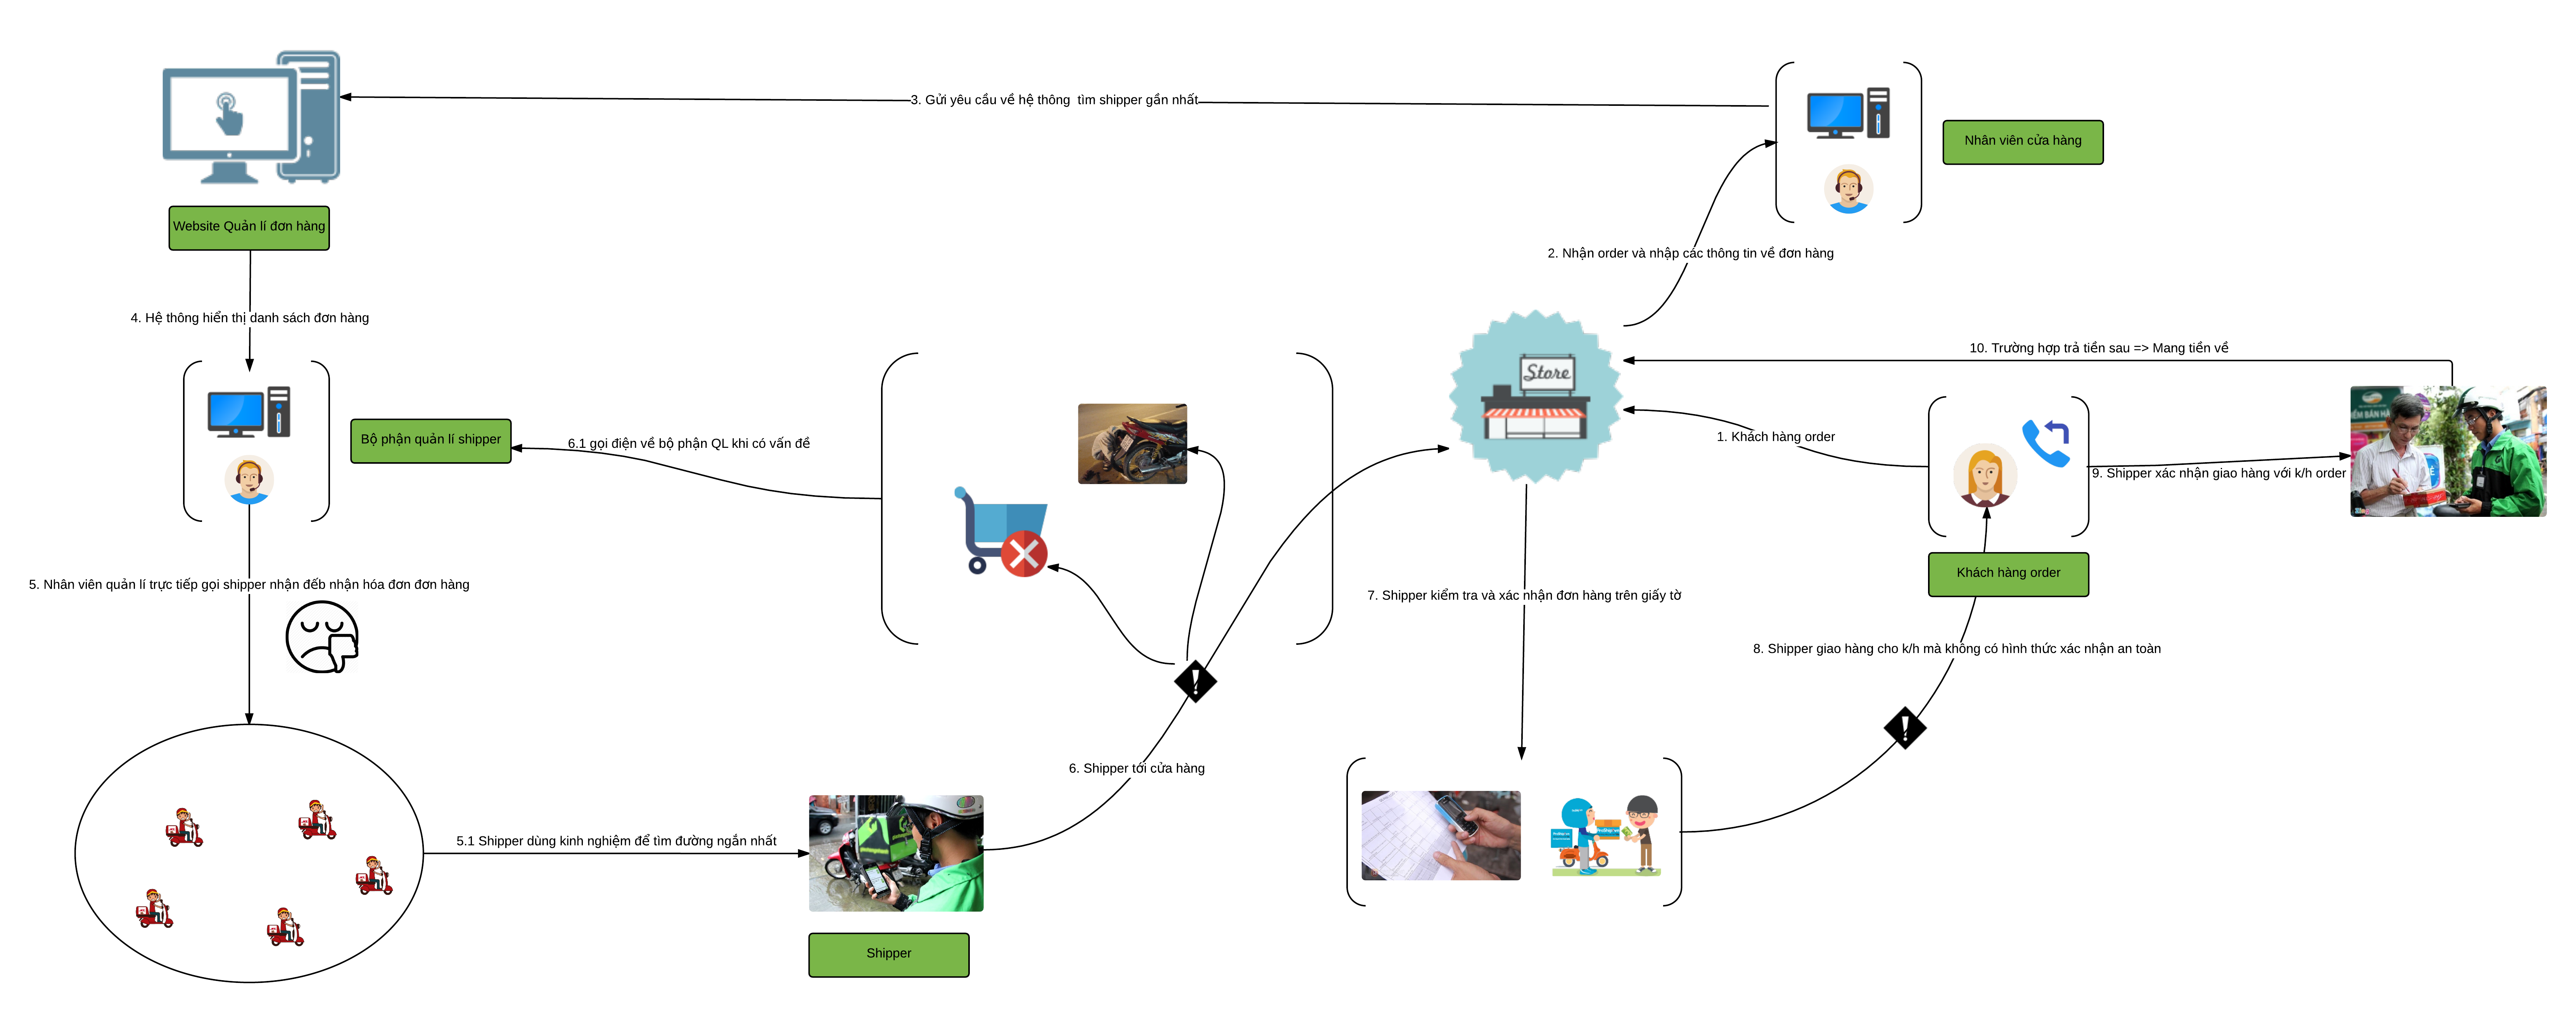 3. Gửi yêu cầu về hệ thông  tìm shipper gần nhất
Nhân viên cửa hàng
Website Quản lí đơn hàng
2. Nhận order và nhập các thông tin về đơn hàng
4. Hệ thông hiển thị danh sách đơn hàng
10. Trường hợp trả tiền sau => Mang tiền về
Store
Bộ phận quản lí shipper
6.1 gọi điện về bộ phận QL khi có vấn đề
1. Khách hàng order
9. Shipper xác nhận giao hàng với k/h order
Khách hàng order
5. Nhân viên quản lí trực tiếp gọi shipper nhận đếb nhận hóa đơn đơn hàng
7. Shipper kiểm tra và xác nhận đơn hàng trên giấy tờ
8. Shipper giao hàng cho k/h mà không có hình thức xác nhận an toàn
6. Shipper tới cửa hàng
5.1 Shipper dùng kinh nghiệm để tìm đường ngắn nhất
Shipper